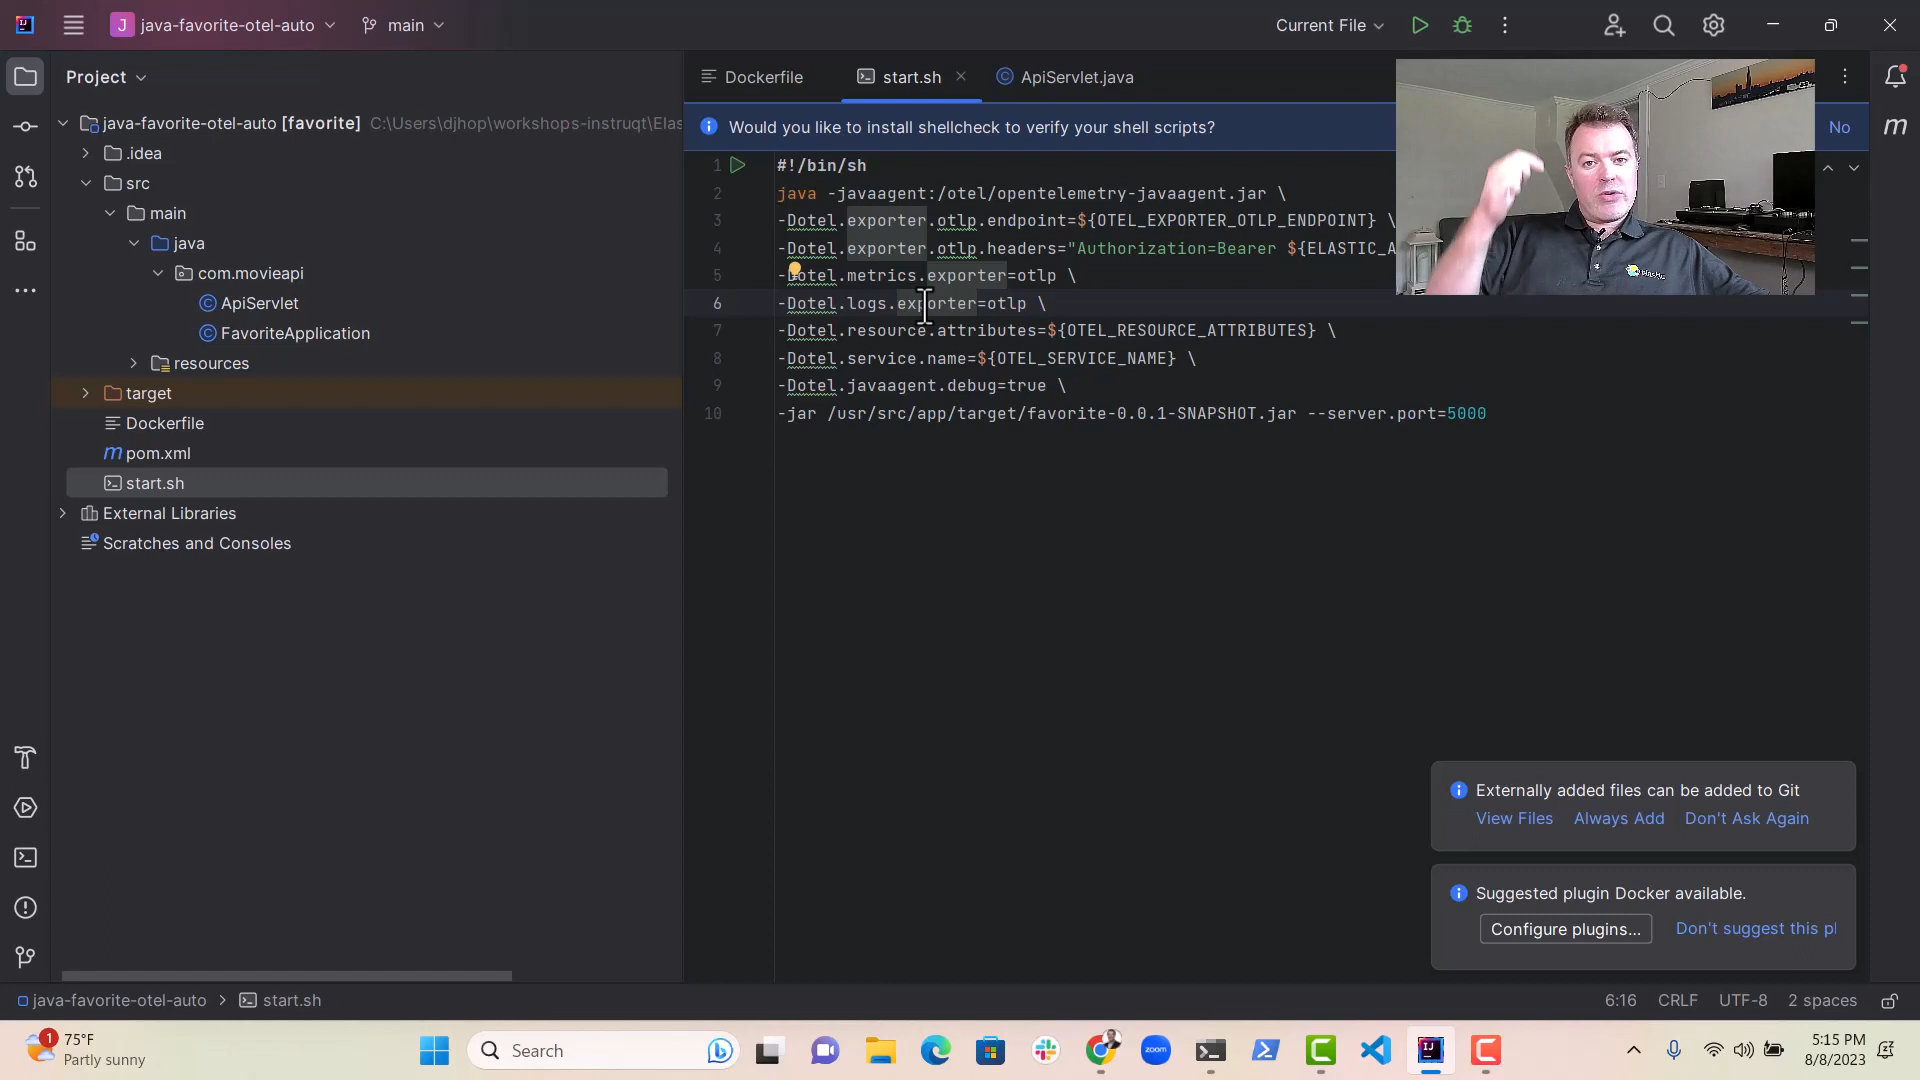 J java-favorite-otel-auto main Current File
Project
java-favorite-otel-auto [favorite] C:\Users\djhop\workshops-instruqt\Elas
.idea
src
main
java
com.movieapi
ApiServlet
FavoriteApplication
resources
target
Dockerfile
m pom.xml
start.sh
External Libraries
Scratches and Consoles
Dockerfile start.sh ApiServlet.java
Would you like to install shellcheck to verify your shell scripts? No
1 #!/bin/sh
2 java -javaagent:/otel/opentelemetry-javaagent.jar \
3 -Dotel.exporter.otlp.endpoint=${OTEL_EXPORTER_OTLP_ENDPOINT} \
4 -Dotel.exporter.otlp.headers="Authorization=Bearer ${ELASTIC_A
5 -Dotel.metrics.exporter=otlp \
6 -Dotel.logs.exporter=otlp \
7 -Dotel.resource.attributes=${OTEL_RESOURCE_ATTRIBUTES} \
8 -Dotel.service.name=${OTEL_SERVICE_NAME} \
9 -Dotel.javaagent.debug=true \
10 -jar /usr/src/app/target/favorite-0.0.1-SNAPSHOT.jar --server.port=5000
elastic
m
Externally added files can be added to Git
View Files Always Add Don't Ask Again
Suggested plugin Docker available.
Configure plugins... Don't suggest this pl
java-favorite-otel-auto > start.sh 6:16 CRLF UTF-8 2 spaces
1 75°F
Partly sunny
Search
zoom
5:15 PM
8/8/2023